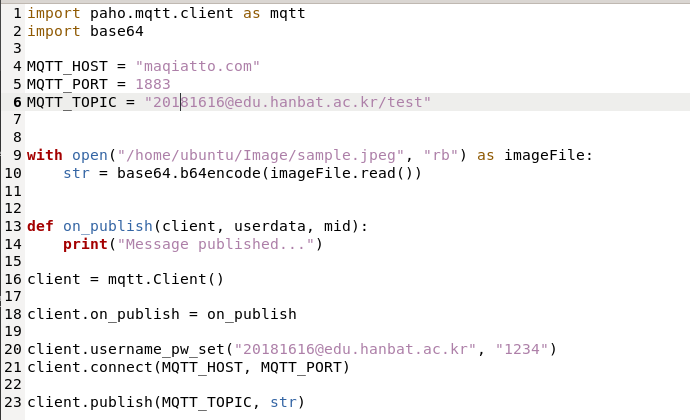 1 import paho.mqtt.client as mqtt
2 import base64
3
4 MQTT_HOST = "maqiatto.com"
5 MQTT_PORT = 1883
6 MQTT_TOPIC = "20181616@edu.hanbat.ac.kr/test"
7
8
9 with open("/home/ubuntu/Image/sample.jpeg", "rb") as imageFile:
10     str = base64.b64encode(imageFile.read())
11
12
13 def on_publish(client, userdata, mid):
14     print("Message published...")
15
16 client = mqtt.Client()
17
18 client.on_publish = on_publish
19
20 client.username_pw_set("20181616@edu.hanbat.ac.kr", "1234")
21 client.connect(MQTT_HOST, MQTT_PORT)
22
23 client.publish(MQTT_TOPIC, str)